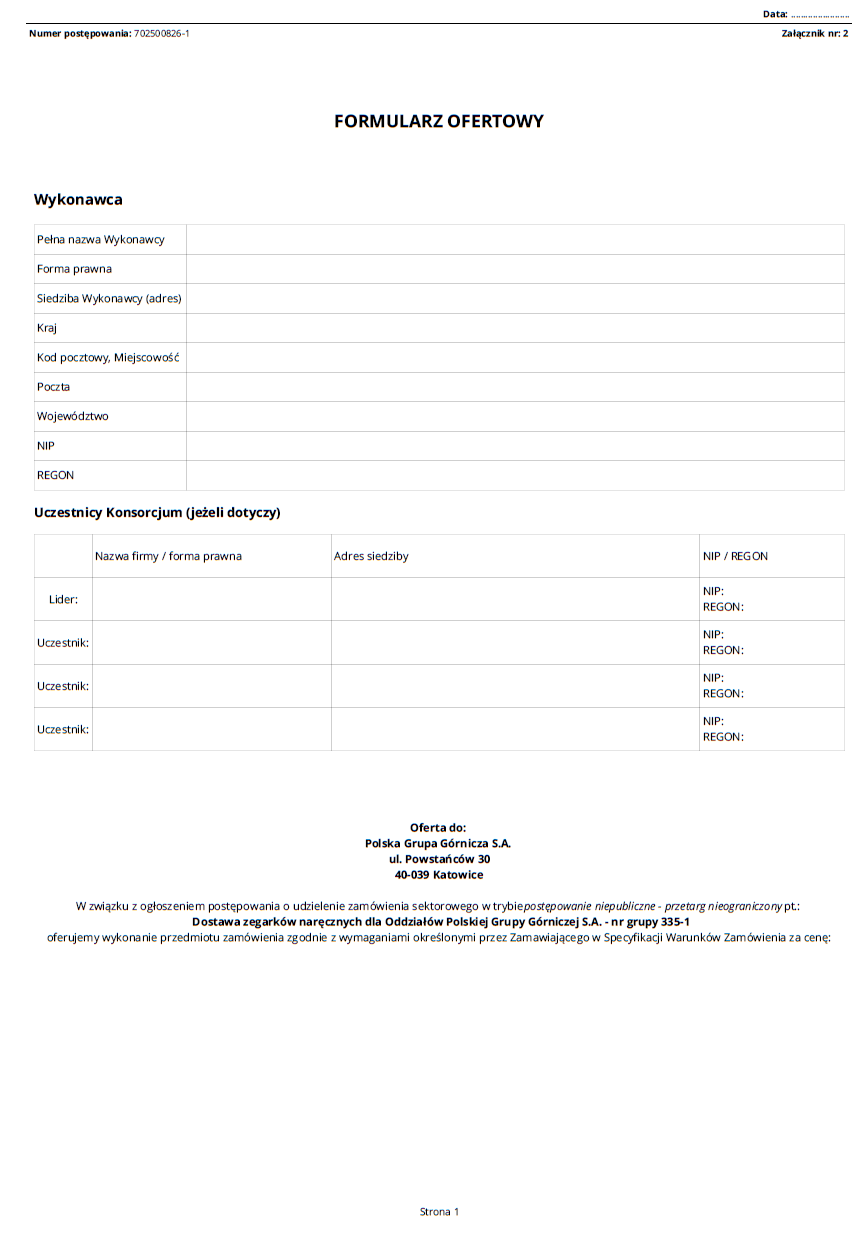 Data: ........................
Numer postępowania: 702500826-1 Załącznik nr: 2
FORMULARZ OFERTOWY
Wykonawca
Pełna nazwa Wykonawcy
Forma prawna
Siedziba Wykonawcy (adres)
Kraj
Kod pocztowy, Miejscowość
Poczta
Województwo
NIP
REGON
Uczestnicy Konsorcjum (jeżeli dotyczy)
Nazwa firmy / forma prawna Adres siedziby NIP / REGON
Lider: NIP:
REGON:
Uczestnik: NIP:
REGON:
Uczestnik: NIP:
REGON:
Uczestnik: NIP:
REGON:
Oferta do:
Polska Grupa Górnicza S.A.
ul. Powstańców 30
40-039 Katowice
W związku z ogłoszeniem postępowania o udzielenie zamówienia sektorowego w trybie postępowanie niepubliczne - przetarg nieograniczony pt.:
Dostawa zegarków naręcznych dla Oddziałów Polskiej Grupy Górniczej S.A. - nr grupy 335-1
oferujemy wykonanie przedmiotu zamówienia zgodnie z wymaganiami określonymi przez Zamawiającego w Specyfikacji Warunków Zamówienia za cenę:
Strona 1